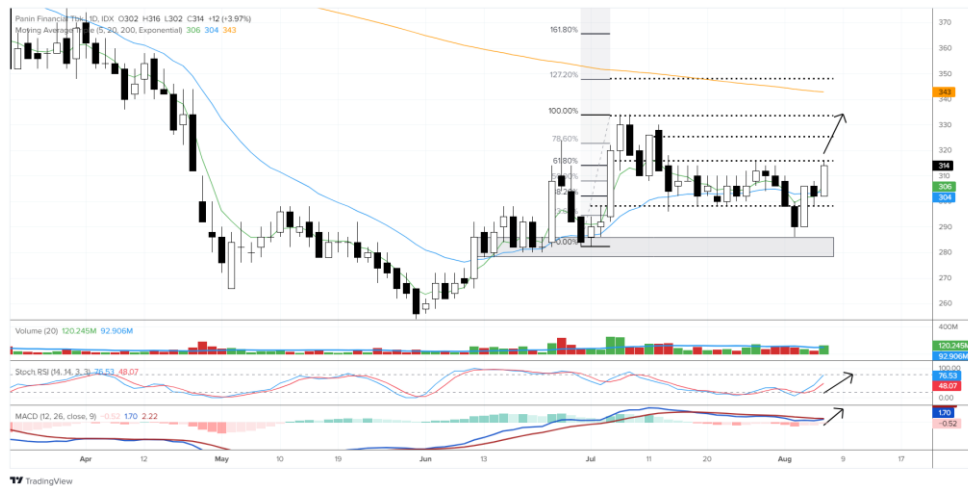 Panin Financial Tbk, 1D, IDX O302 H316 L302 C314 +12 (+3.97%)
Moving Average Triple (5, 20, 200, Exponential) 306 304 343
370
360
350
340
330
320
310
300
290
280
270
260
343
314
306
304
161.80%
127.20%
100.00%
78.60%
61.80%
0.00%
Volume (20) 120.245M 92.906M
400M
120.245M
92.906M
Stoch RSI (14, 14, 3, 3) 76.53 48.07
100.00
76.53
48.07
0.00
MACD (12, 26, close, 9) −0.52 1.70 2.22
1.70
−0.52
Apr
12
May
10
19
Jun
13
Jul
11
20
Aug
9
17
TradingView